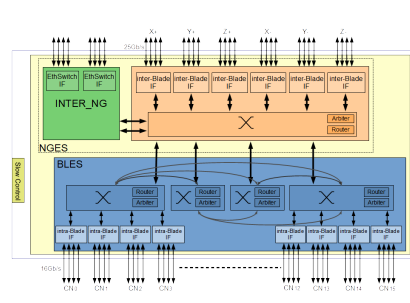 X+ Y+ Z+ X- Y- Z-
25Gb/s
EthSwitch IF EthSwitch IF
inter-Blade IF inter-Blade IF inter-Blade IF inter-Blade IF inter-Blade IF inter-Blade IF
INTER_NG
Arbiter
Router
NGES
BLES
Slow Control
Router Router Router Router
Arbiter Arbiter Arbiter Arbiter
intra-Blade IF intra-Blade IF intra-Blade IF intra-Blade IF intra-Blade IF intra-Blade IF intra-Blade IF intra-Blade IF
16Gb/s
CN0 CN1 CN2 CN3 CN12 CN13 CN14 CN15